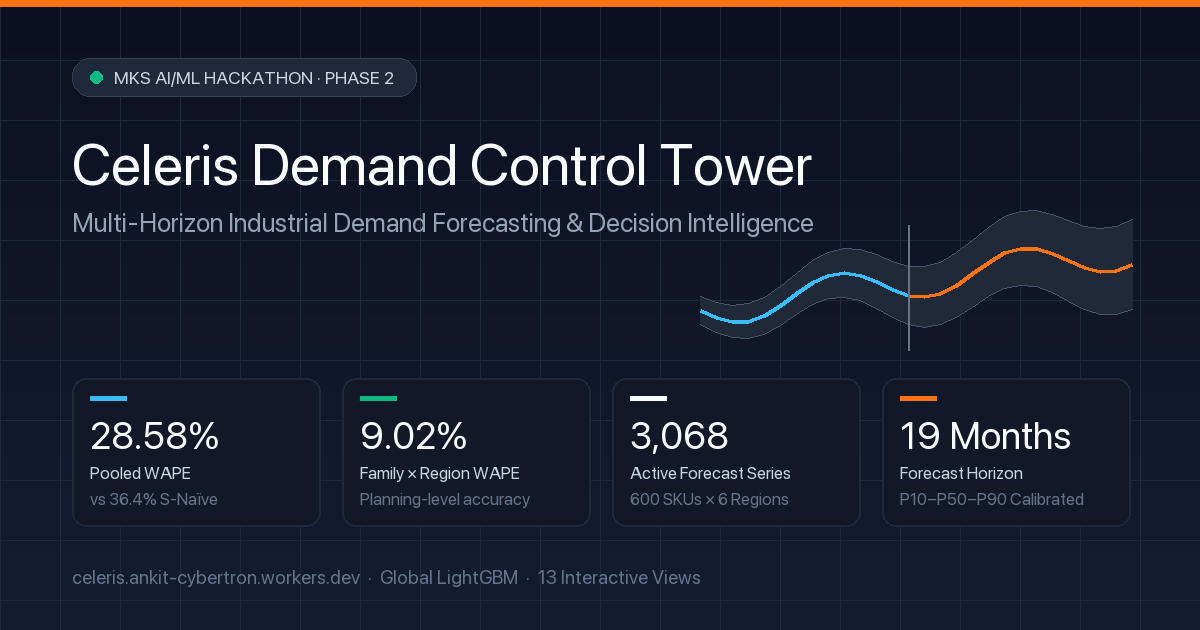 MKS AI/ML HACKATHON · PHASE 2
Celeris Demand Control Tower
Multi-Horizon Industrial Demand Forecasting & Decision Intelligence
28.58%
Pooled WAPE
vs 36.4% S-Naïve
9.02%
Family × Region WAPE
Planning-level accuracy
3,068
Active Forecast Series
600 SKUs × 6 Regions
19 Months
Forecast Horizon
P10–P50–P90 Calibrated
celeris.ankit-cybertron.workers.dev · Global LightGBM · 13 Interactive Views